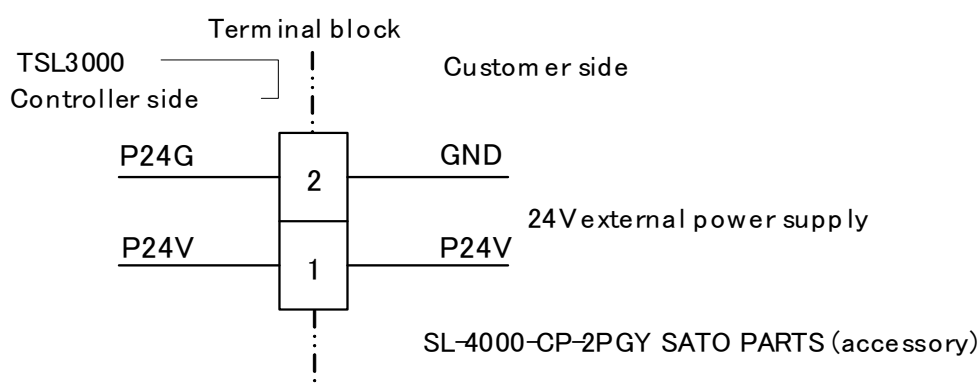 Terminal block
TSL3000
Customer side
Controller side
P24G
2
GND
24V external power supply
P24V
1
P24V
SL-4000-CP-2PGY SATO PARTS (accessory)